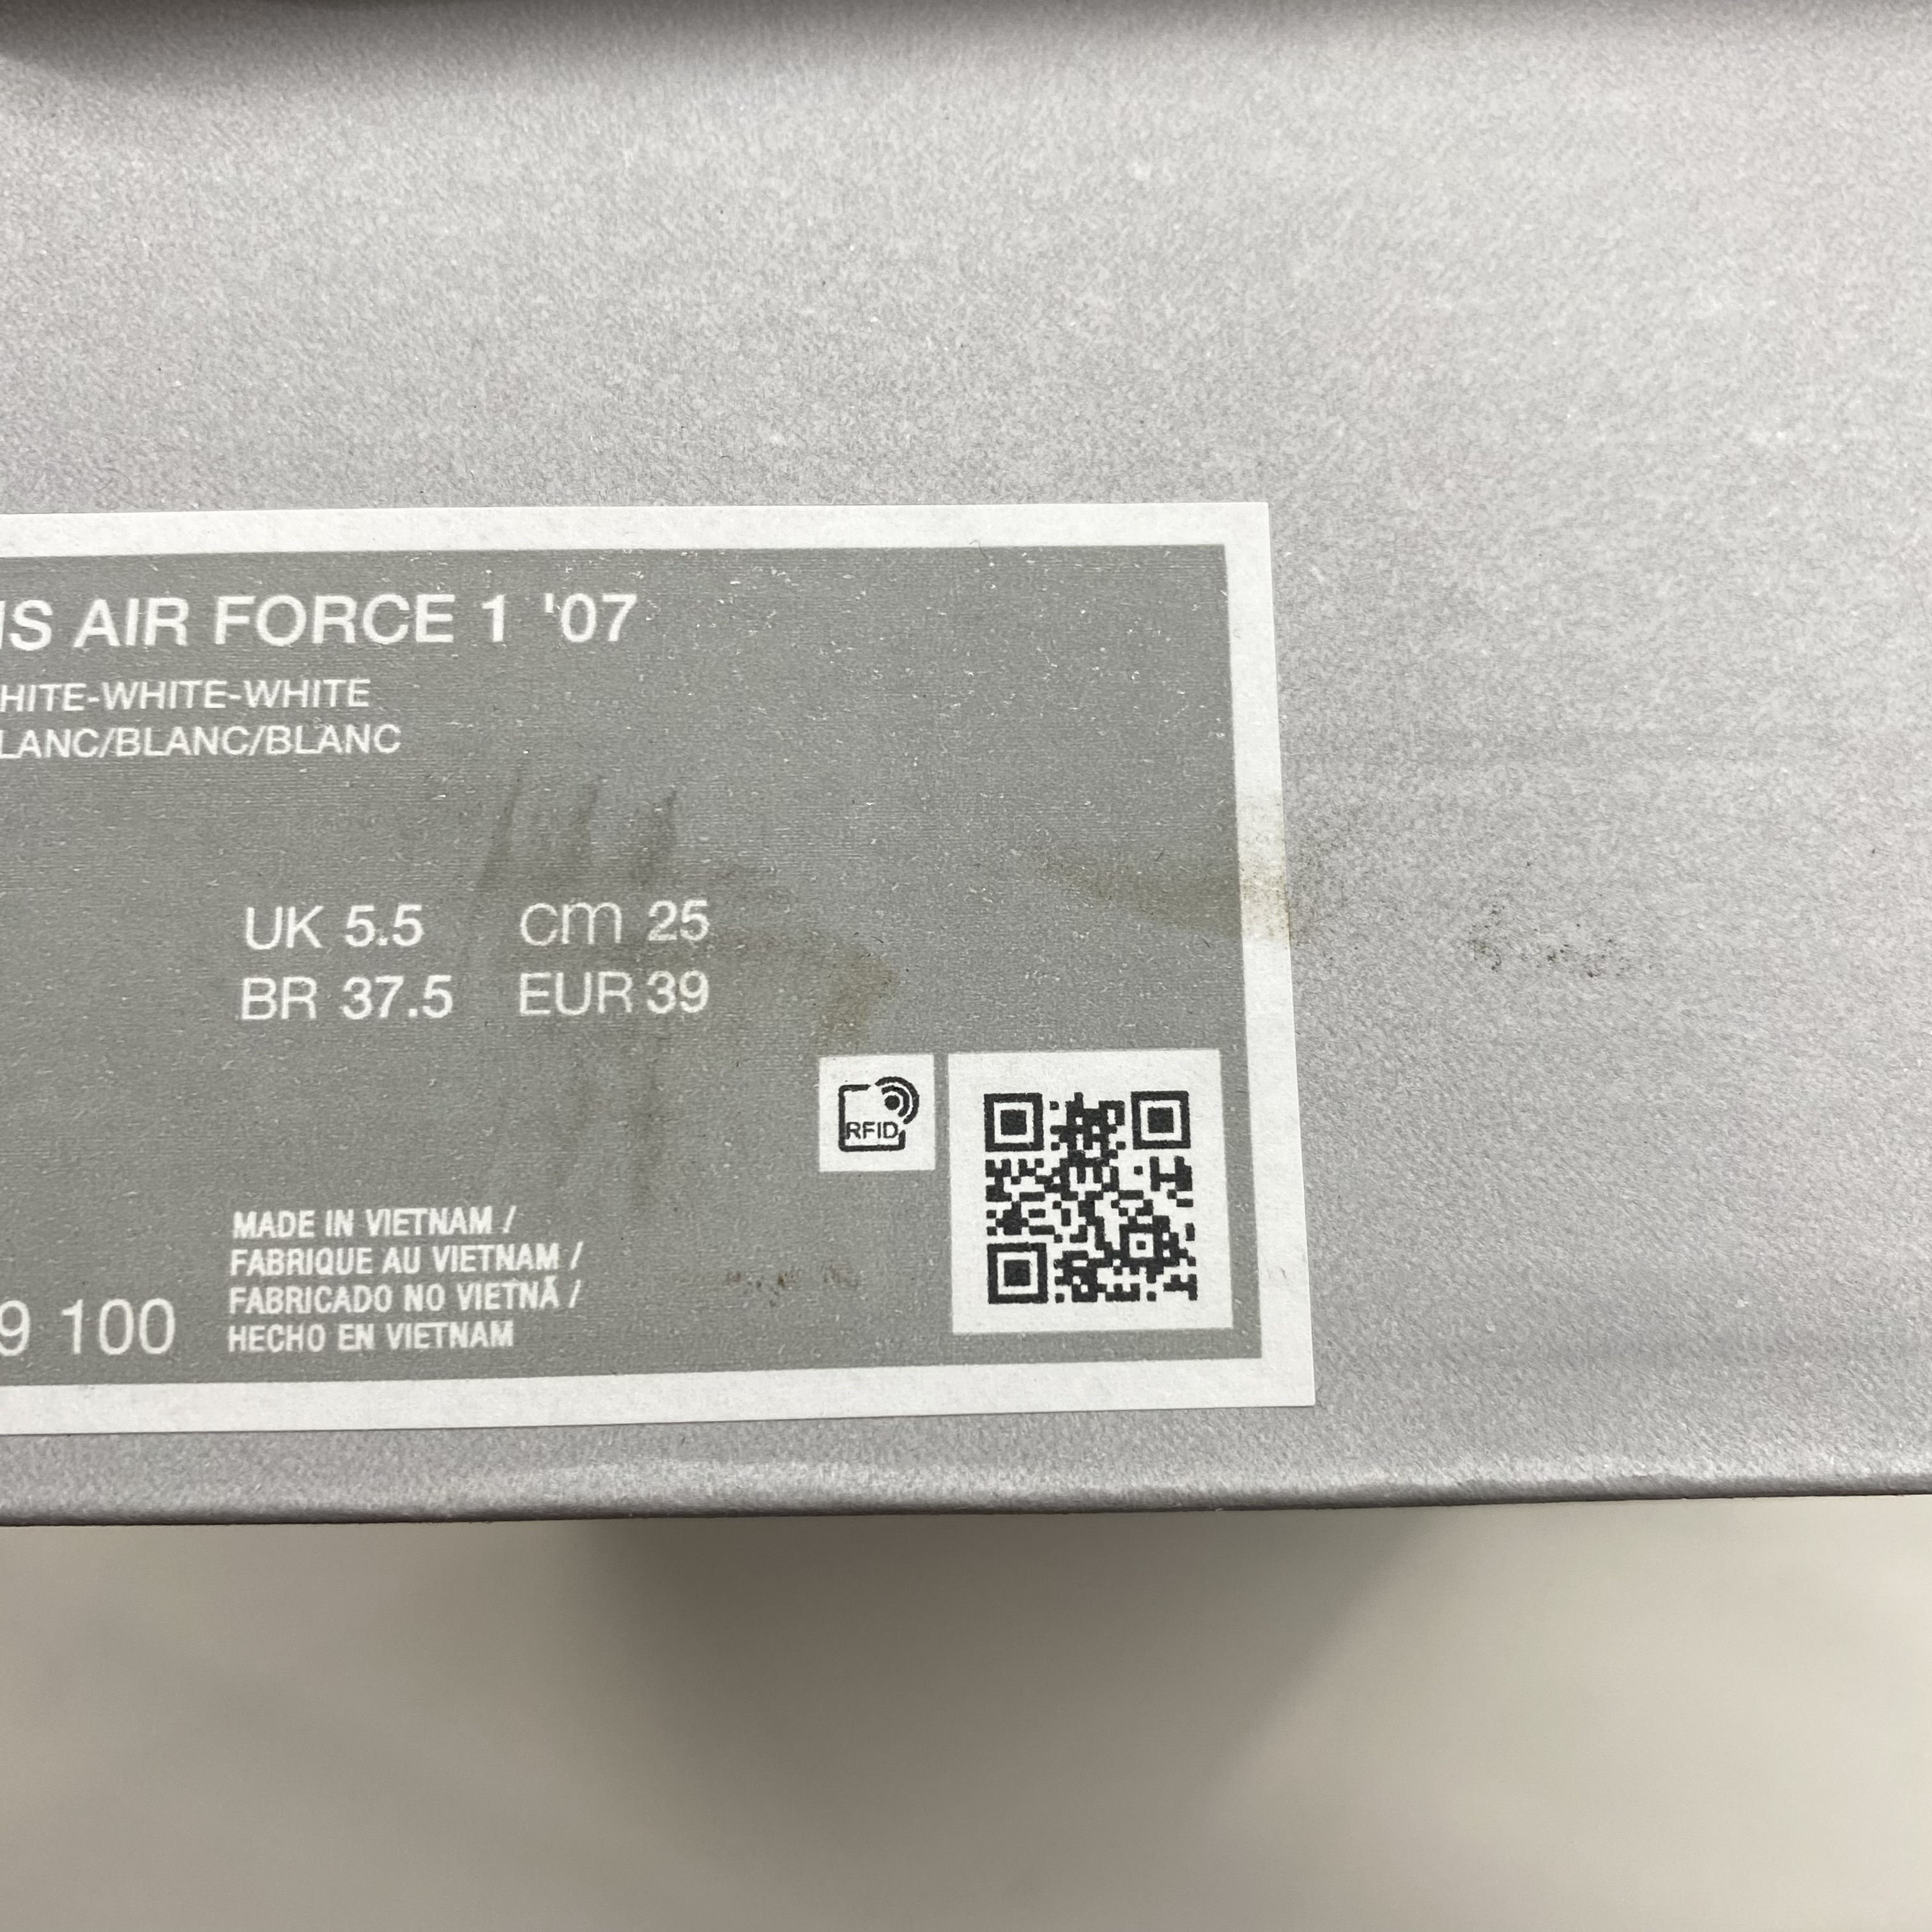 IS AIR FORCE 1 '07
HITE-WHITE-WHITE
LANC/BLANC/BLANC
UK 5.5 cm 25
BR 37.5 EUR 39
RFID
MADE IN VIETNAM /
FABRIQUE AU VIETNAM /
FABRICADO NO VIETNÃ /
HECHO EN VIETNAM
9 100